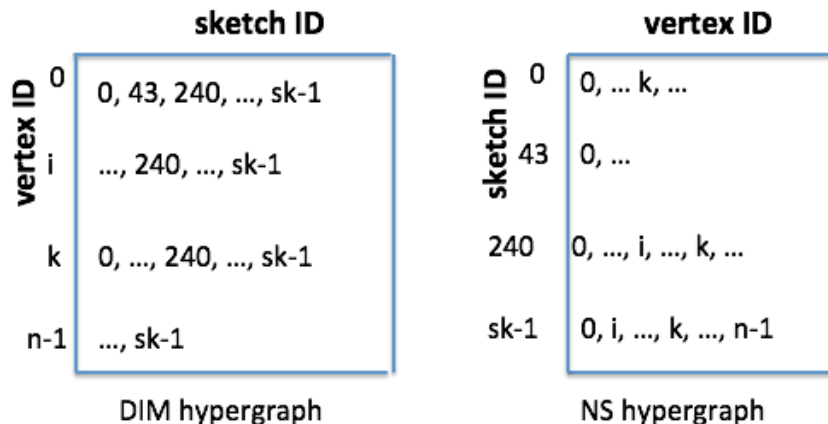 sketch ID
vertex ID
0
0, 43, 240, ..., sk-1
i
..., 240, ..., sk-1
k
0, ..., 240, ..., sk-1
n-1
..., sk-1
DIM hypergraph
vertex ID
sketch ID
0
0, ... k, ...
43
0, ...
240
0, ..., i, ..., k, ...
sk-1
0, i, ..., k, ..., n-1
NS hypergraph